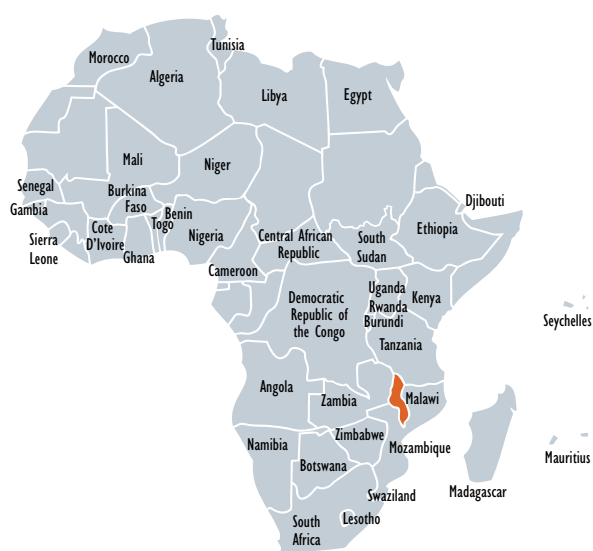 Tunisia
Morocco
Algeria
Libya
Egypt
Mali
Niger
Senegal
Burkina
Faso
Gambia
Benin
Togo
Djibouti
Cote
D'Ivoire
Nigeria
Ethiopia
Sierra
Leone
Ghana
Central African
Republic
South
Sudan
Cameroon
Uganda
Rwanda
Burundi
Kenya
Democratic
Republic of
the Congo
Seychelles
Tanzania
Angola
Zambia
Malawi
Namibia
Zimbabwe
Mozambique
Mauritius
Botswana
Madagascar
Swaziland
South
Africa
Lesotho